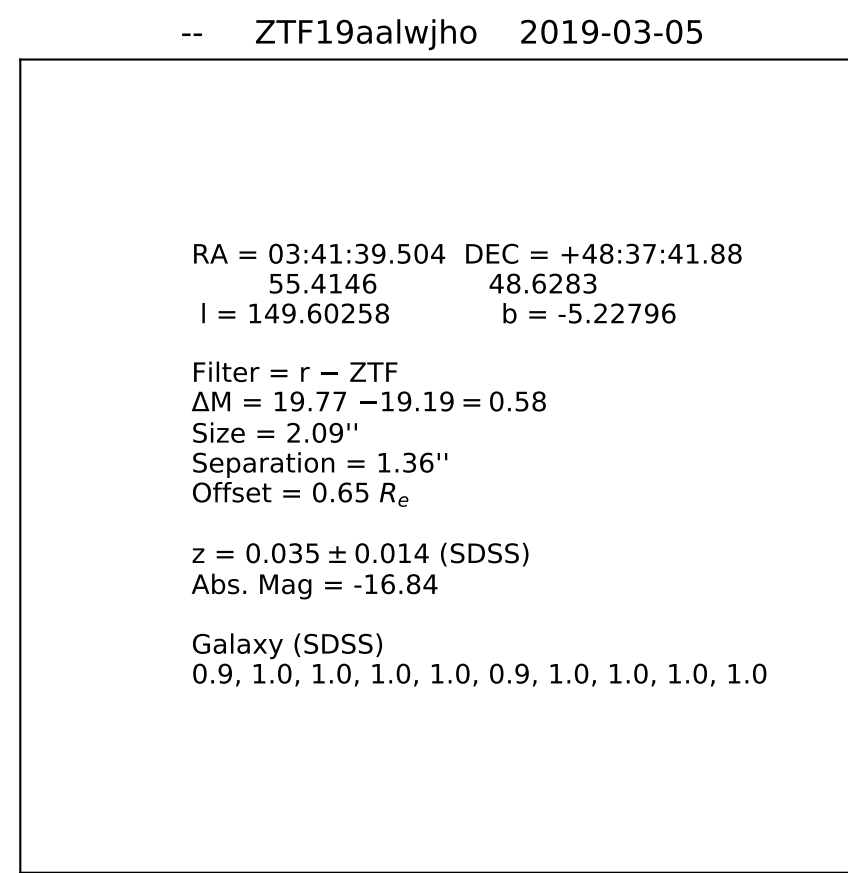 -- ZTF19aalwjho 2019-03-05
RA = 03:41:39.504 DEC = +48:37:41.88
55.4146 48.6283
l = 149.60258 b = -5.22796
Filter = r − ZTF
ΔM = 19.77 −19.19 = 0.58
Size = 2.09''
Separation = 1.36''
Offset = 0.65 Rₑ
z = 0.035 ± 0.014 (SDSS)
Abs. Mag = -16.84
Galaxy (SDSS)
0.9, 1.0, 1.0, 1.0, 1.0, 0.9, 1.0, 1.0, 1.0, 1.0